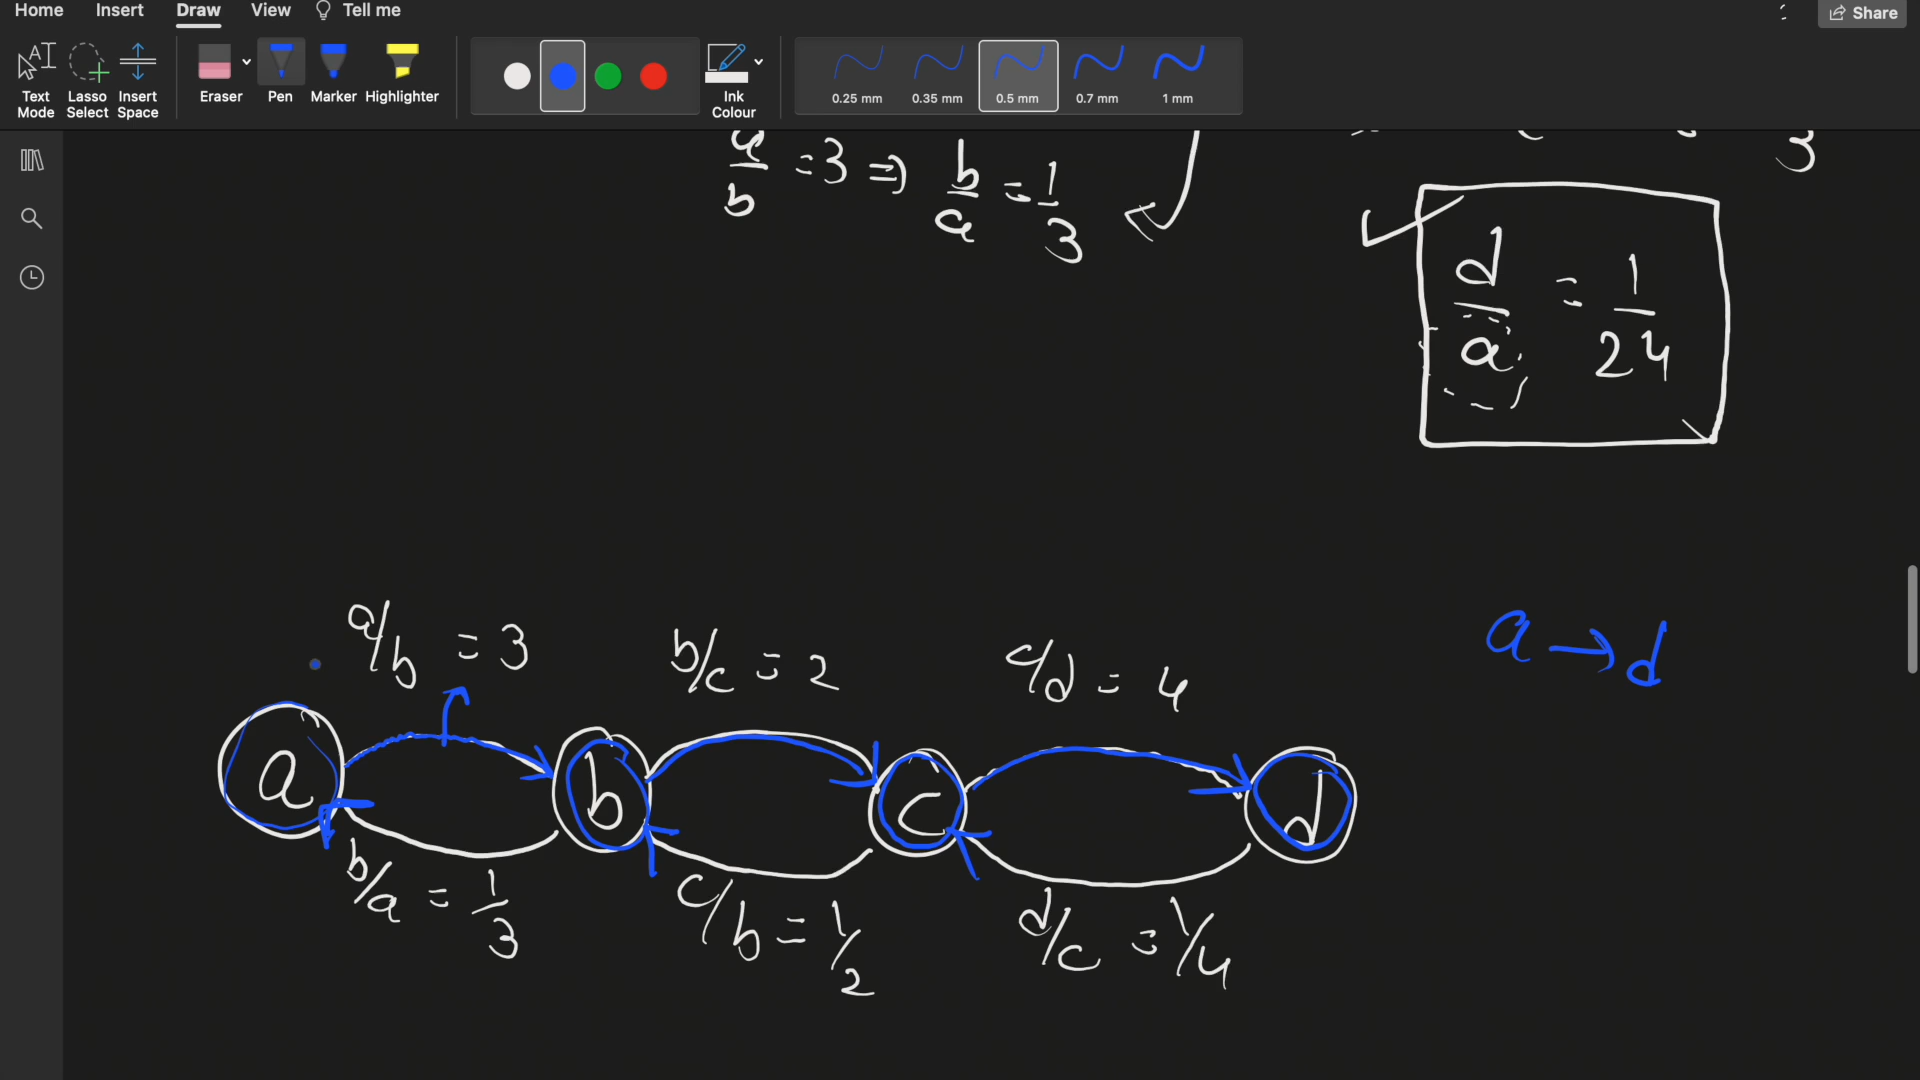 Home Insert Draw View Tell me Share
Text Mode Lasso Select Insert Space Eraser Pen Marker Highlighter Ink Colour 0.25 mm 0.35 mm 0.5 mm 0.7 mm 1 mm
a/b = 3 => b/a = 1/3
3
d/a = 1/24
a → d
a/b = 3 b/c = 2 c/d = 4
a b c d
b/a = 1/3 c/b = 1/2 d/c = 1/4